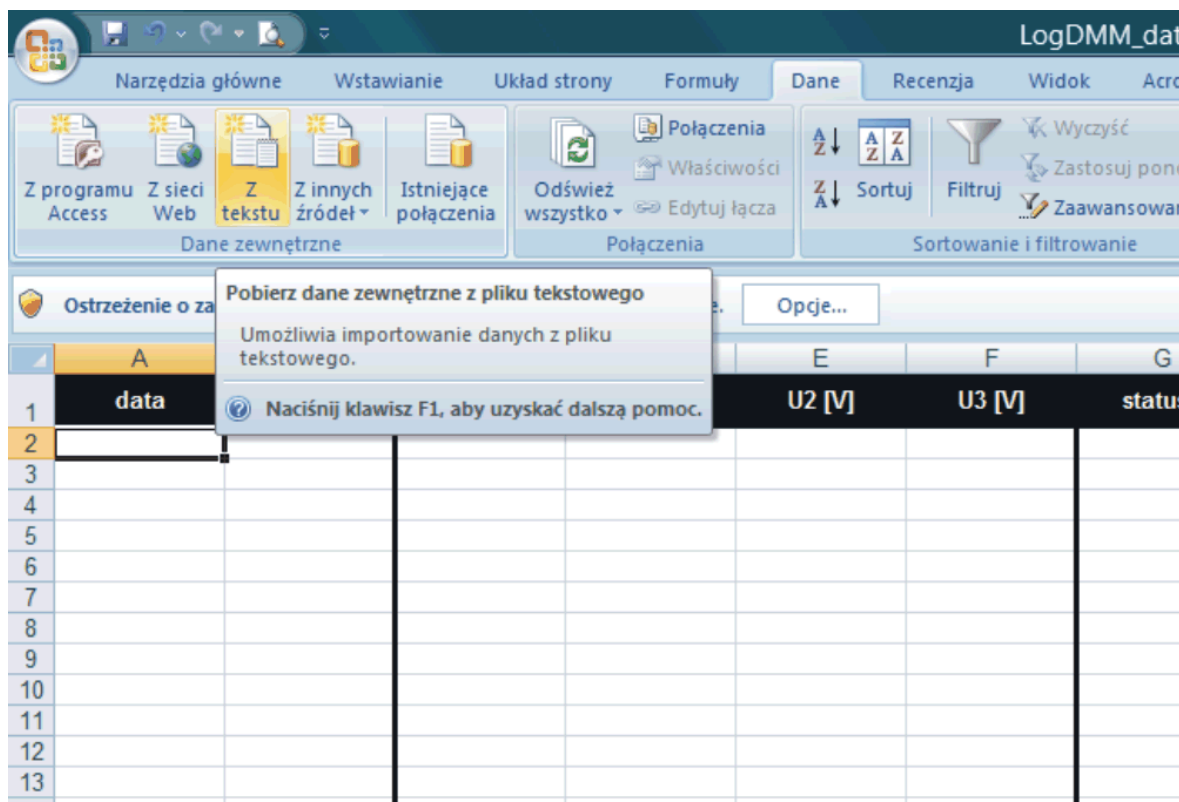 LogDMM_dat
Narzędzia główne Wstawianie Układ strony Formuły Dane Recenzja Widok Acro
Z programu Access
Z sieci Web
Z tekstu
Z innych źródeł
Istniejące połączenia
Dane zewnętrzne
Odśwież wszystko
Połączenia
Właściwości
Edytuj łącza
Połączenia
Sortuj
Filtruj
Wyczyść
Zastosuj pon
Zaawansowa
Sortowanie i filtrowanie
Ostrzeżenie o za
Opcje...
Pobierz dane zewnętrzne z pliku tekstowego
Umożliwia importowanie danych z pliku
tekstowego.
Naciśnij klawisz F1, aby uzyskać dalszą pomoc.
A E F G
1 data U2 [V] U3 [V] status
2
3
4
5
6
7
8
9
10
11
12
13